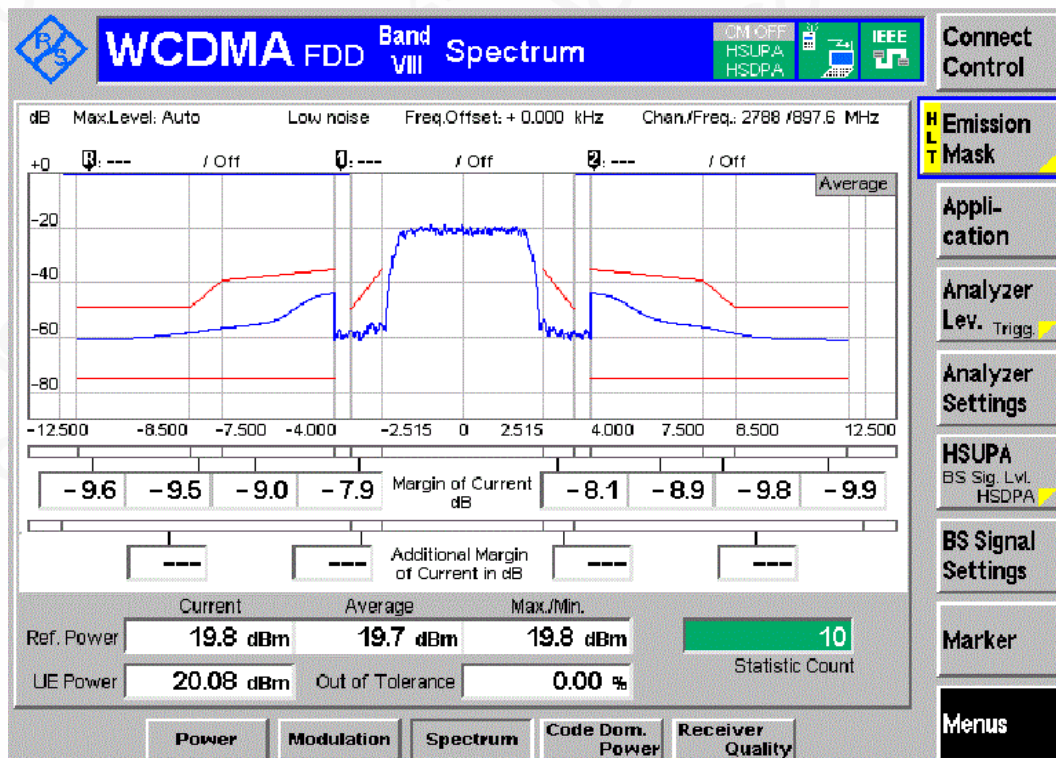 R/S
WCDMA FDD Band VIII Spectrum
CM OFF
HSUPA
HSDPA
IEEE
Connect
Control
dB Max.Level: Auto Low noise Freq.Offset: + 0.000 kHz Chan./Freq.: 2788 /897.6 MHz
HLT
Emission
Mask
+0 R: --- / Off 1: --- / Off 2: --- / Off
Average
-20
-40
-60
-80
-12.500 -8.500 -7.500 -4.000 -2.515 0 2.515 4.000 7.500 8.500 12.500
Appli-
cation
Analyzer
Lev. Trigg.
Analyzer
Settings
HSUPA
BS Sig. Lvl.
HSDPA
-9.6 -9.5 -9.0 -7.9 Margin of Current dB -8.1 -8.9 -9.8 -9.9
--- --- Additional Margin of Current in dB --- ---
BS Signal
Settings
Current Average Max./Min.
Ref. Power 19.8 dBm 19.7 dBm 19.8 dBm 10
Statistic Count
UE Power 20.08 dBm Out of Tolerance 0.00 %
Marker
Menus
Power Modulation Spectrum Code Dom. Power Receiver Quality